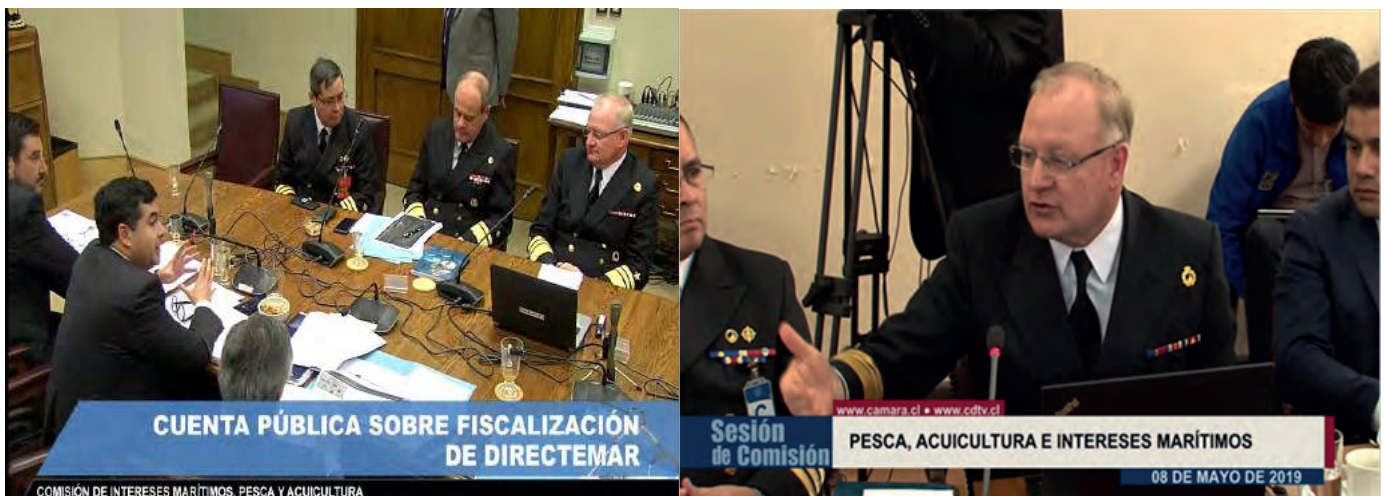 CUENTA PÚBLICA SOBRE FISCALIZACIÓN
DE DIRECTEMAR
COMISIÓN DE INTERESES MARÍTIMOS, PESCA Y ACUICULTURA
www.camara.cl • www.cdtv.cl
Sesión
de Comisión
PESCA, ACUICULTURA E INTERESES MARÍTIMOS
08 DE MAYO DE 2019